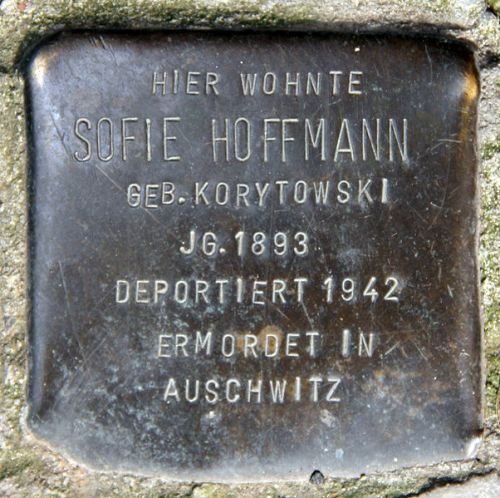 HIER WOHNTE
SOFIE HOFFMANN
GEB. KORYTOWSKI
JG. 1893
DEPORTIERT 1942
ERMORDET IN
AUSCHWITZ